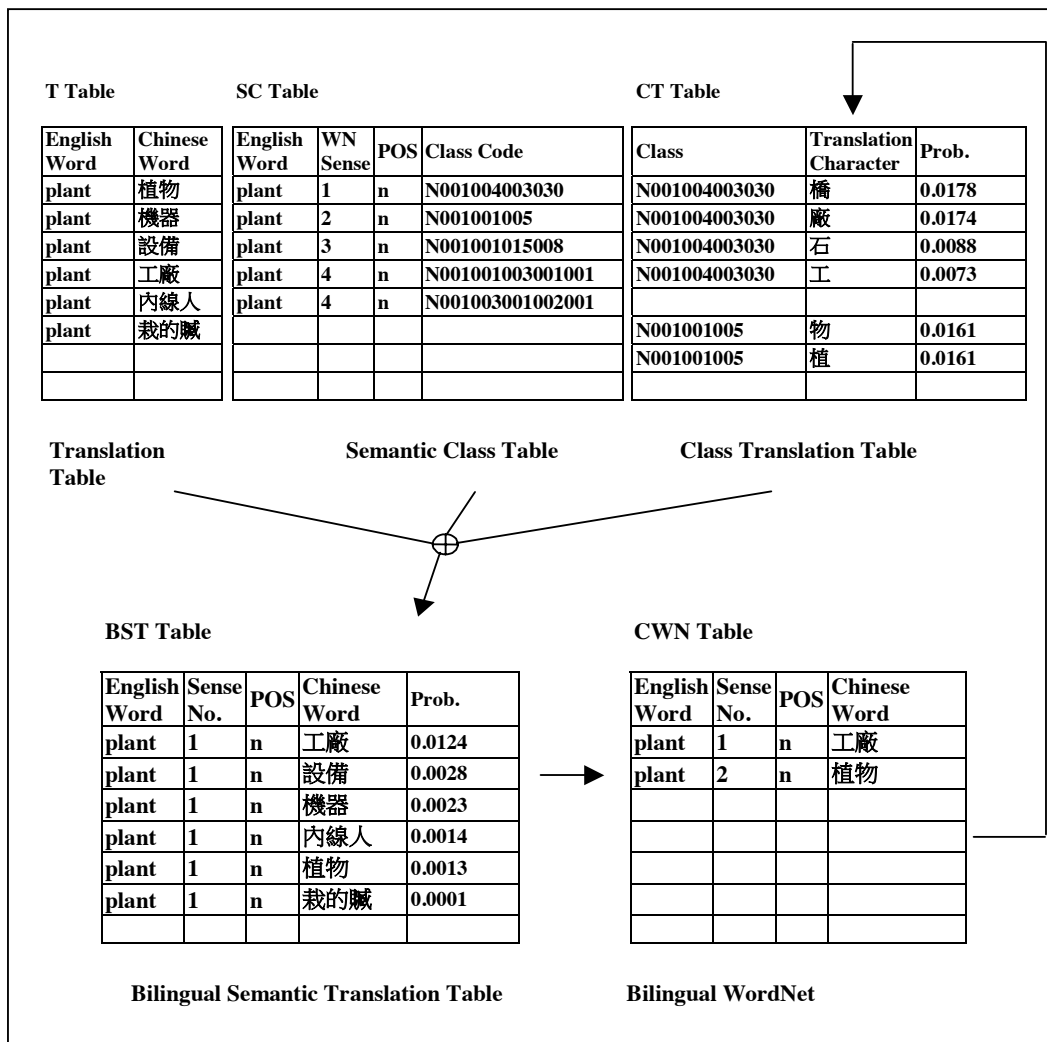 T Table SC Table CT Table
English Word Chinese Word
plant 植物
plant 機器
plant 設備
plant 工廠
plant 內線人
plant 栽的贓
English Word WN Sense POS Class Code
plant 1 n N001004003030
plant 2 n N001001005
plant 3 n N001001015008
plant 4 n N001001003001001
plant 4 n N001003001002001
Class Translation Character Prob.
N001004003030 橋 0.0178
N001004003030 廠 0.0174
N001004003030 石 0.0088
N001004003030 工 0.0073
N001001005 物 0.0161
N001001005 植 0.0161
Translation Table
Semantic Class Table
Class Translation Table
BST Table
English Word Sense No. POS Chinese Word Prob.
plant 1 n 工廠 0.0124
plant 1 n 設備 0.0028
plant 1 n 機器 0.0023
plant 1 n 內線人 0.0014
plant 1 n 植物 0.0013
plant 1 n 栽的贓 0.0001
Bilingual Semantic Translation Table
CWN Table
English Word Sense No. POS Chinese Word
plant 1 n 工廠
plant 2 n 植物
Bilingual WordNet